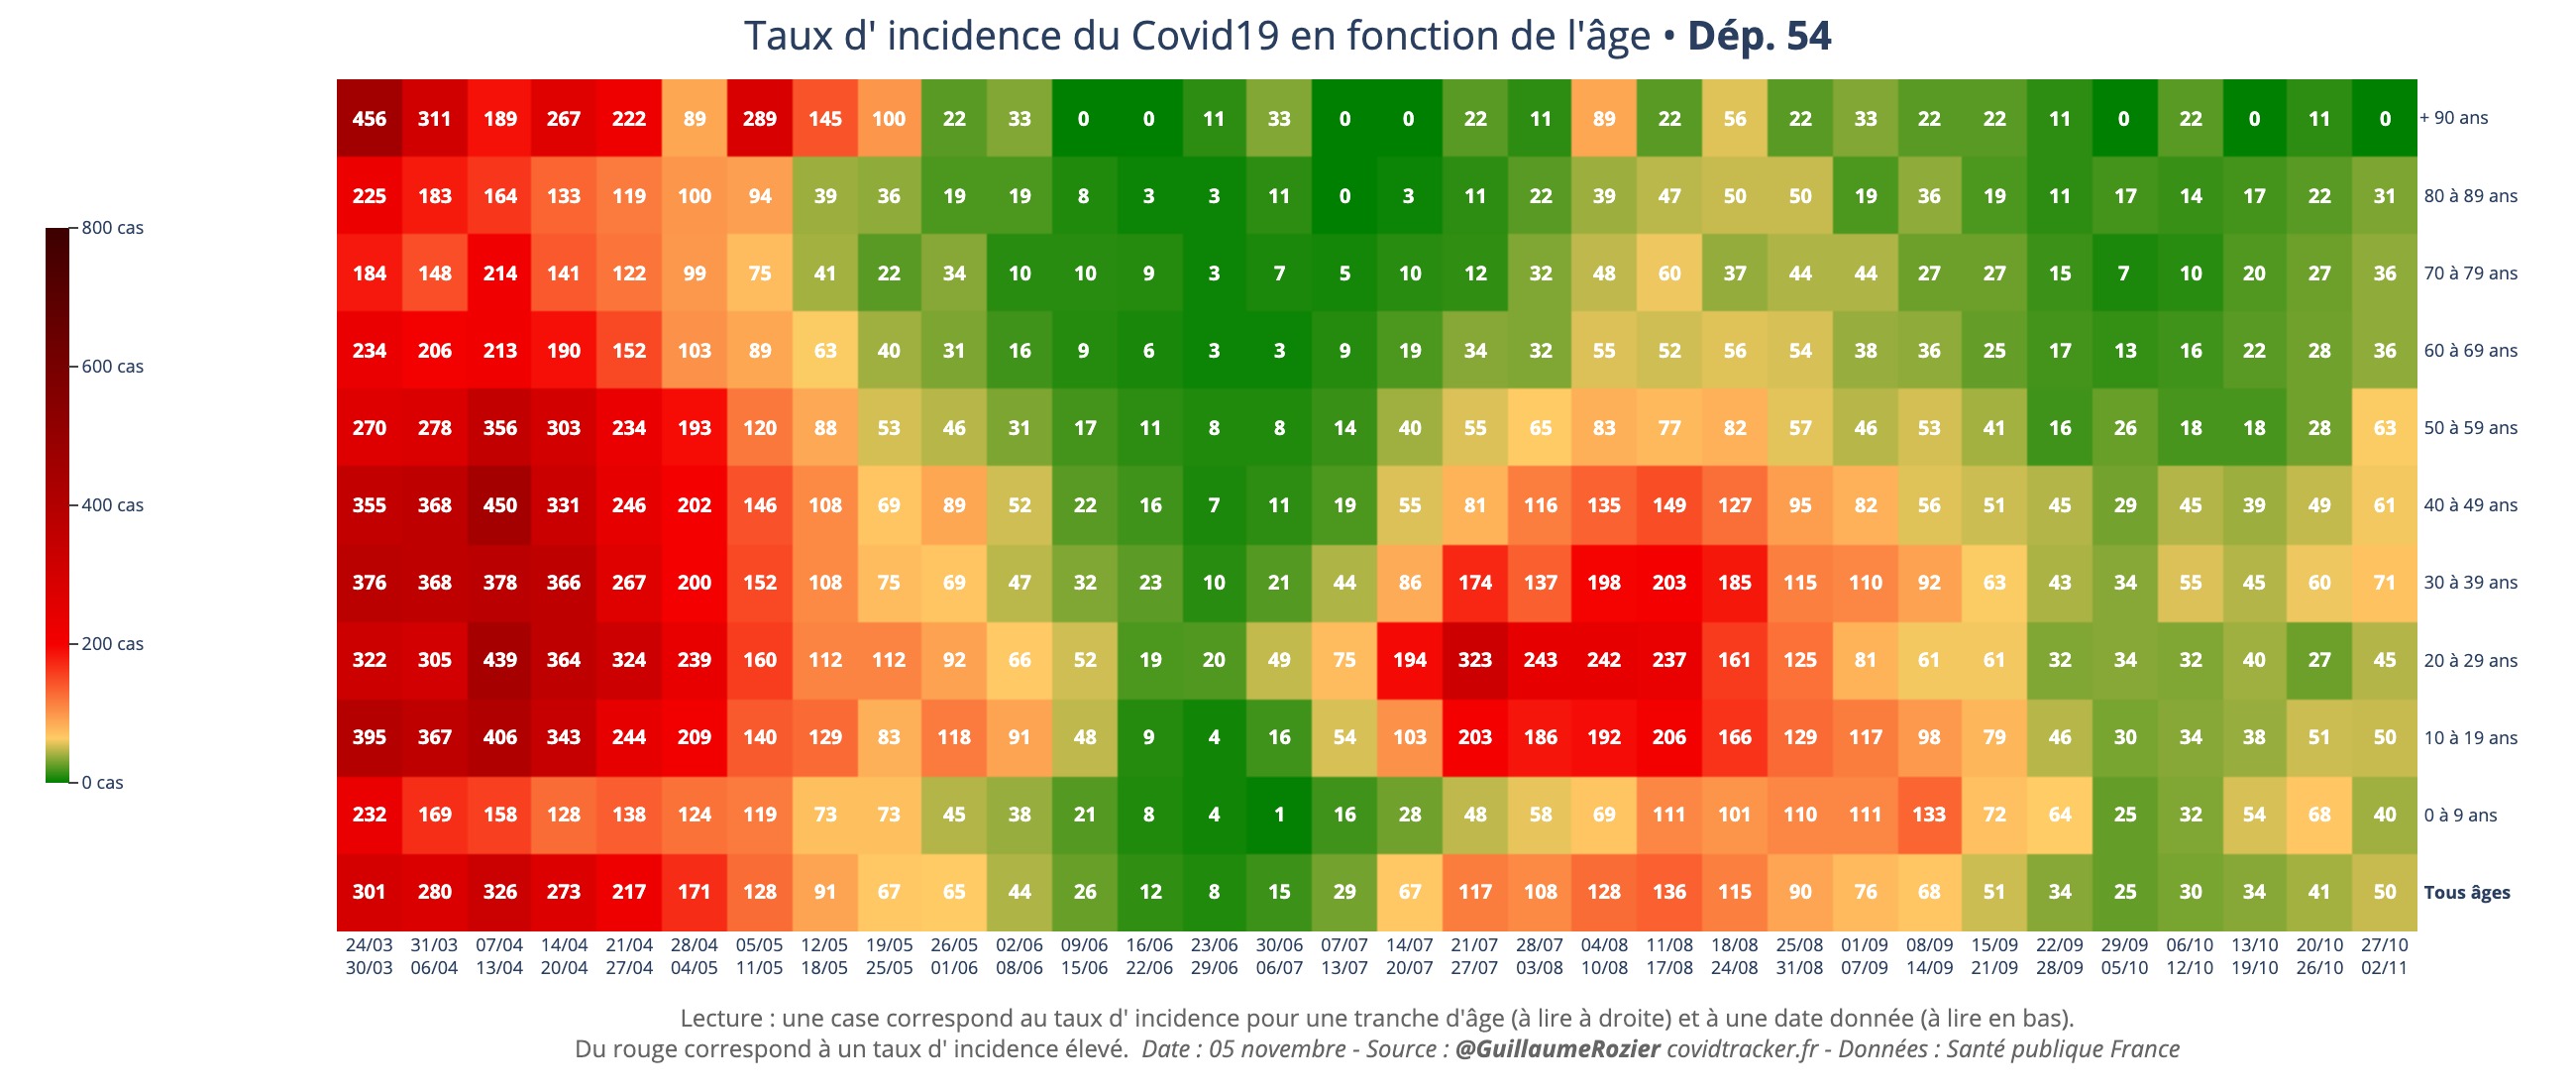 Taux d' incidence du Covid19 en fonction de l'âge • Dép. 54
800 cas
600 cas
400 cas
200 cas
0 cas
456 311 189 267 222 89 289 145 100 22 33 0 0 11 33 0 0 22 11 89 22 56 22 33 22 22 11 0 22 0 11 0 + 90 ans
225 183 164 133 119 100 94 39 36 19 19 8 3 3 11 0 3 11 22 39 47 50 50 19 36 19 11 17 14 17 22 31 80 à 89 ans
184 148 214 141 122 99 75 41 22 34 10 10 9 3 7 5 10 12 32 48 60 37 44 44 27 27 15 7 10 20 27 36 70 à 79 ans
234 206 213 190 152 103 89 63 40 31 16 9 6 3 3 9 19 34 32 55 52 56 54 38 36 25 17 13 16 22 28 36 60 à 69 ans
270 278 356 303 234 193 120 88 53 46 31 17 11 8 8 14 40 55 65 83 77 82 57 46 53 41 16 26 18 18 28 63 50 à 59 ans
355 368 450 331 246 202 146 108 69 89 52 22 16 7 11 19 55 81 116 135 149 127 95 82 56 51 45 29 45 39 49 61 40 à 49 ans
376 368 378 366 267 200 152 108 75 69 47 32 23 10 21 44 86 174 137 198 203 185 115 110 92 63 43 34 55 45 60 71 30 à 39 ans
322 305 439 364 324 239 160 112 112 92 66 52 19 20 49 75 194 323 243 242 237 161 125 81 61 61 32 34 32 40 27 45 20 à 29 ans
395 367 406 343 244 209 140 129 83 118 91 48 9 4 16 54 103 203 186 192 206 166 129 117 98 79 46 30 34 38 51 50 10 à 19 ans
232 169 158 128 138 124 119 73 73 45 38 21 8 4 1 16 28 48 58 69 111 101 110 111 133 72 64 25 32 54 68 40 0 à 9 ans
301 280 326 273 217 171 128 91 67 65 44 26 12 8 15 29 67 117 108 128 136 115 90 76 68 51 34 25 30 34 41 50 Tous âges
24/03 31/03 07/04 14/04 21/04 28/04 05/05 12/05 19/05 26/05 02/06 09/06 16/06 23/06 30/06 07/07 14/07 21/07 28/07 04/08 11/08 18/08 25/08 01/09 08/09 15/09 22/09 29/09 06/10 13/10 20/10 27/10
30/03 06/04 13/04 20/04 27/04 04/05 11/05 18/05 25/05 01/06 08/06 15/06 22/06 29/06 06/07 13/07 20/07 27/07 03/08 10/08 17/08 24/08 31/08 07/09 14/09 21/09 28/09 05/10 12/10 19/10 26/10 02/11
Lecture : une case correspond au taux d' incidence pour une tranche d'âge (à lire à droite) et à une date donnée (à lire en bas).
Du rouge correspond à un taux d' incidence élevé. Date : 05 novembre - Source : @GuillaumeRozier covidtracker.fr - Données : Santé publique France